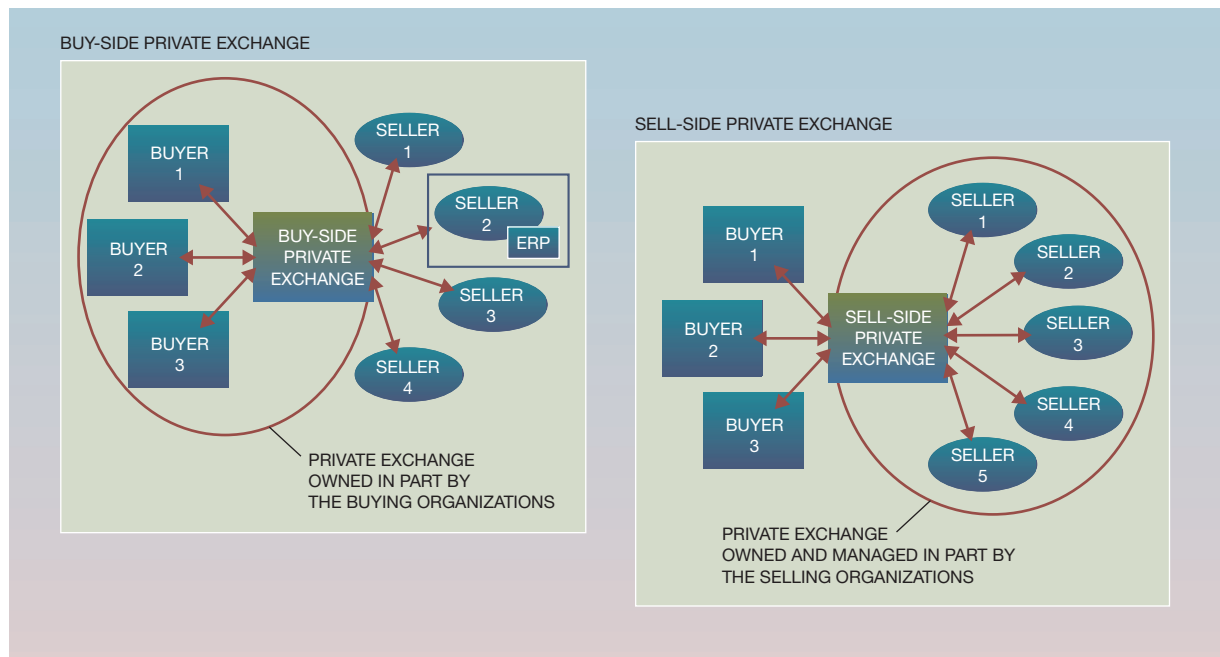 BUY-SIDE PRIVATE EXCHANGE
BUYER
1
BUYER
2
BUYER
3
BUY-SIDE
PRIVATE
EXCHANGE
SELLER
1
SELLER
2
ERP
SELLER
3
SELLER
4
PRIVATE EXCHANGE
OWNED IN PART BY
THE BUYING ORGANIZATIONS
SELL-SIDE PRIVATE EXCHANGE
BUYER
1
BUYER
2
BUYER
3
SELL-SIDE
PRIVATE
EXCHANGE
SELLER
1
SELLER
2
SELLER
3
SELLER
4
SELLER
5
PRIVATE EXCHANGE
OWNED AND MANAGED IN PART BY
THE SELLING ORGANIZATIONS